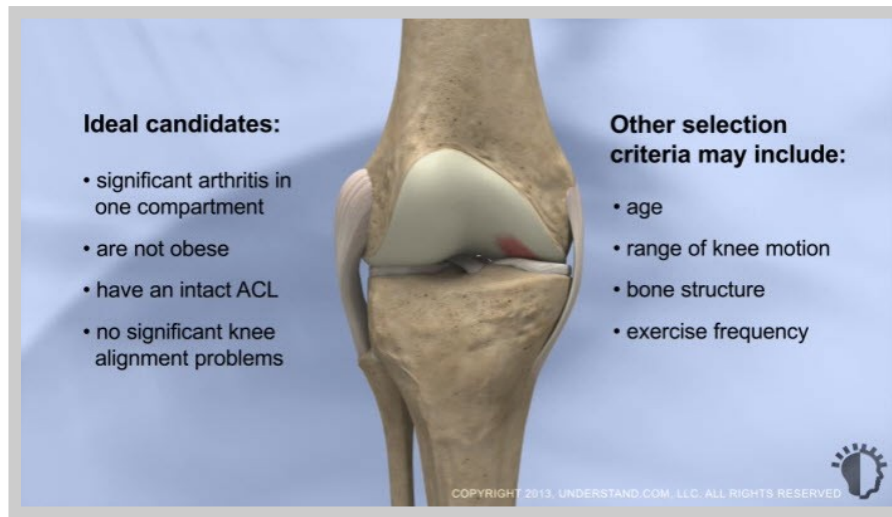 Ideal candidates:
• significant arthritis in
one compartment
• are not obese
• have an intact ACL
• no significant knee
alignment problems
Other selection
criteria may include:
• age
• range of knee motion
• bone structure
• exercise frequency
COPYRIGHT 2013, UNDERSTAND.COM, LLC. ALL RIGHTS RESERVED